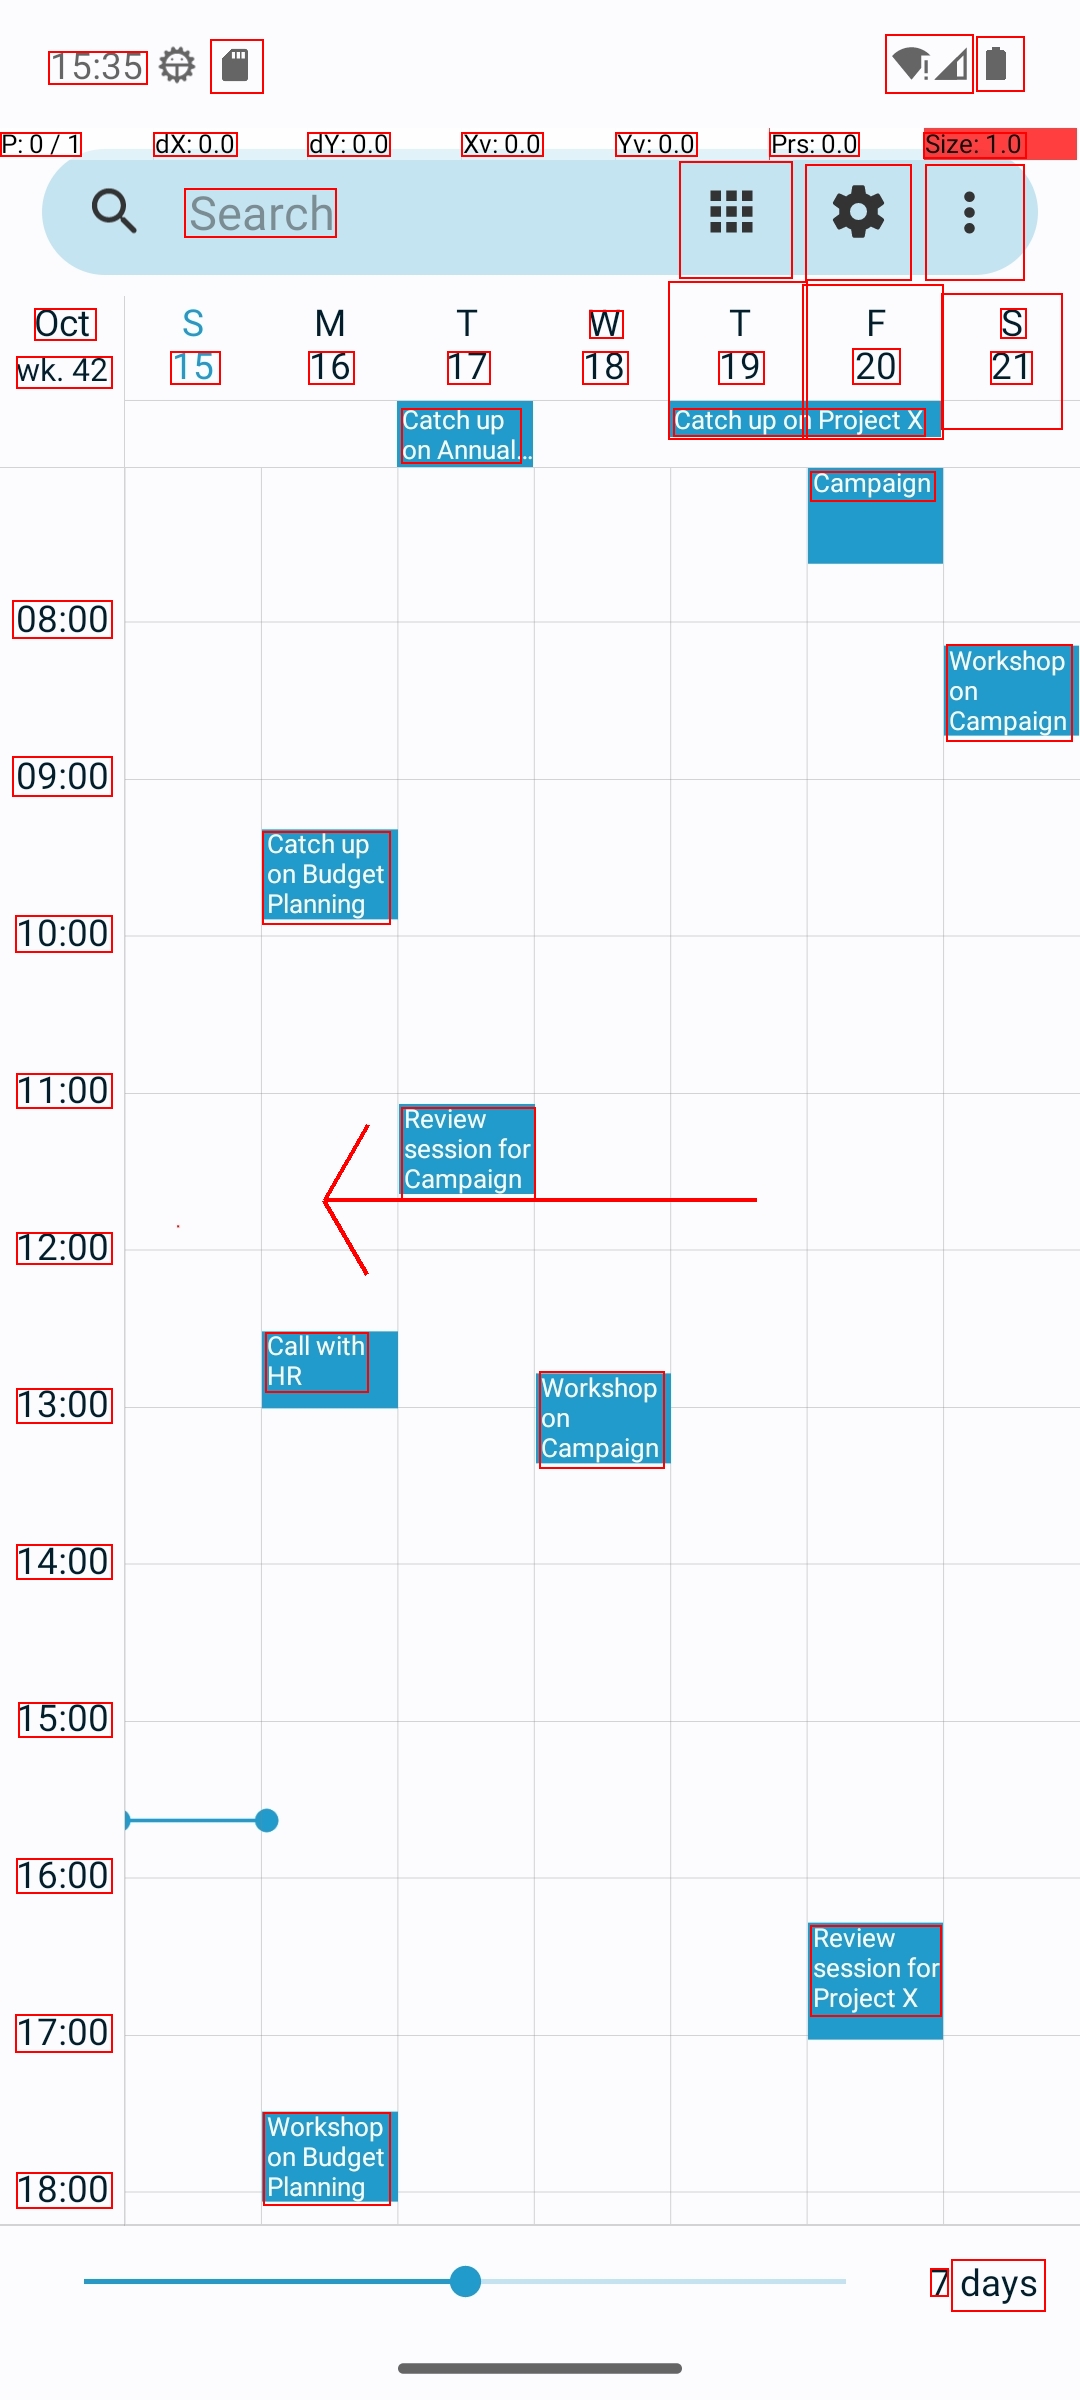 15:35
P: 0 / 1 dX: 0.0 dY: 0.0 Xv: 0.0 Yv: 0.0 Prs: 0.0 Size: 1.0
Search
Oct S M T W T F S
wk. 42 15 16 17 18 19 20 21
Catch up
on Annual...
Catch up on Project X
Campaign
08:00
Workshop
on
Campaign
09:00
Catch up
on Budget
Planning
10:00
11:00
Review
session for
Campaign
12:00
Call with
HR
13:00
Workshop
on
Campaign
14:00
15:00
16:00
Review
session for
Project X
17:00
Workshop
on Budget
Planning
18:00
7 days